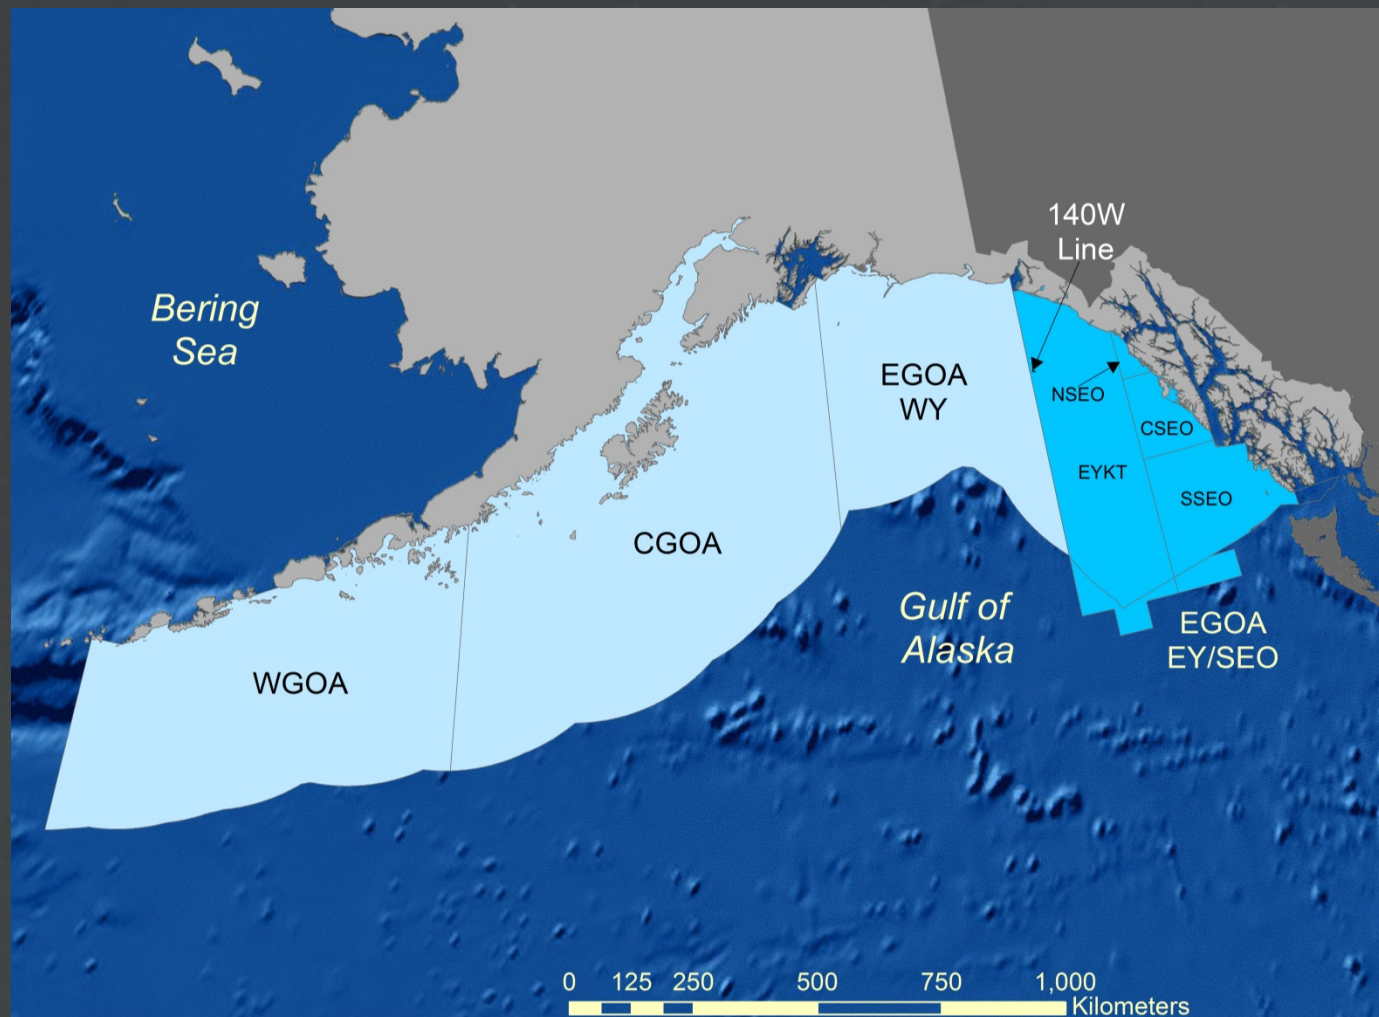 140W
Line
Bering
Sea
EGOA
WY
NSEO
CSEO
EYKT
SSEO
CGOA
Gulf of
Alaska
EGOA
EY/SEO
WGOA
0 125 250 500 750 1,000
Kilometers